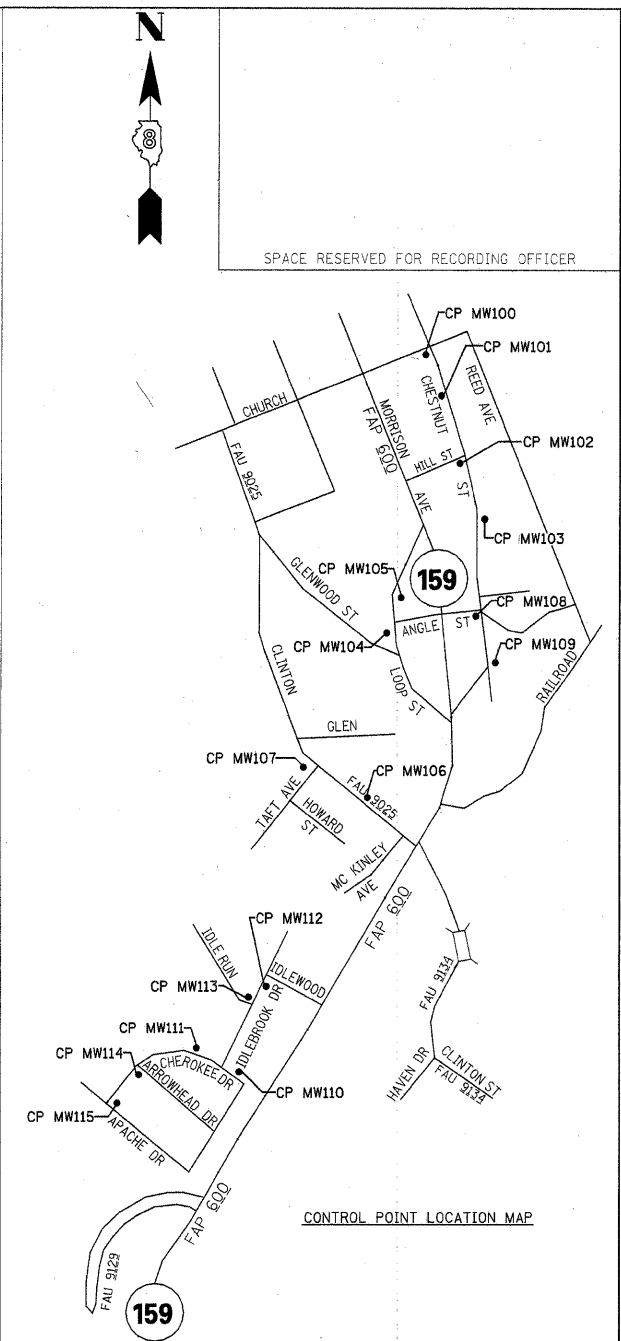 N
8
SPACE RESERVED FOR RECORDING OFFICER
CP MW100
CP MW101
CHURCH
MORRISON
AVE
FAP 600
CHESTNUT
ST
REED AVE
FAU 9025
HILL ST
CP MW102
CP MW103
GLENWOOD ST
CP MW105
159
CP MW108
CP MW104
ANGLE ST
CP MW109
CLINTON
LOOP ST
RAILROAD
GLEN
CP MW107
CP MW106
FAU 9025
TAFT AVE
HOWARD
ST
MC KINLEY
AVE
FAP 600
CP MW112
IDLE RUN
IDLEWOOD
FAU 9134
CP MW113
IDLEBROOK DR
CP MW111
CHEROKEE DR
CP MW114
ARROWHEAD DR
CLINTON ST
FAU 9134
HAVEN DR
CP MW110
CP MW115
APACHE DR
FAP 600
CONTROL POINT LOCATION MAP
FAU 9129
159